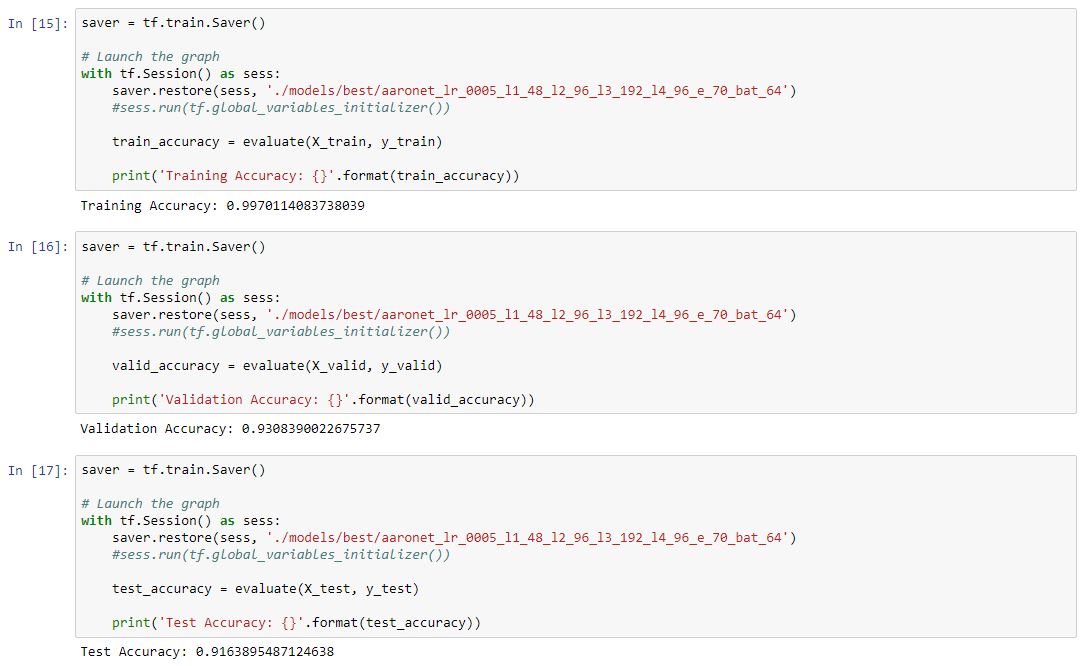 In [15]: saver = tf.train.Saver()
# Launch the graph
with tf.Session() as sess:
saver.restore(sess, './models/best/aaronet_lr_0005_l1_48_l2_96_l3_192_l4_96_e_70_bat_64')
#sess.run(tf.global_variables_initializer())
train_accuracy = evaluate(X_train, y_train)
print('Training Accuracy: {}'.format(train_accuracy))
Training Accuracy: 0.9970114083738039
In [16]: saver = tf.train.Saver()
# Launch the graph
with tf.Session() as sess:
saver.restore(sess, './models/best/aaronet_lr_0005_l1_48_l2_96_l3_192_l4_96_e_70_bat_64')
#sess.run(tf.global_variables_initializer())
valid_accuracy = evaluate(X_valid, y_valid)
print('Validation Accuracy: {}'.format(valid_accuracy))
Validation Accuracy: 0.9308390022675737
In [17]: saver = tf.train.Saver()
# Launch the graph
with tf.Session() as sess:
saver.restore(sess, './models/best/aaronet_lr_0005_l1_48_l2_96_l3_192_l4_96_e_70_bat_64')
#sess.run(tf.global_variables_initializer())
test_accuracy = evaluate(X_test, y_test)
print('Test Accuracy: {}'.format(test_accuracy))
Test Accuracy: 0.9163895487124638